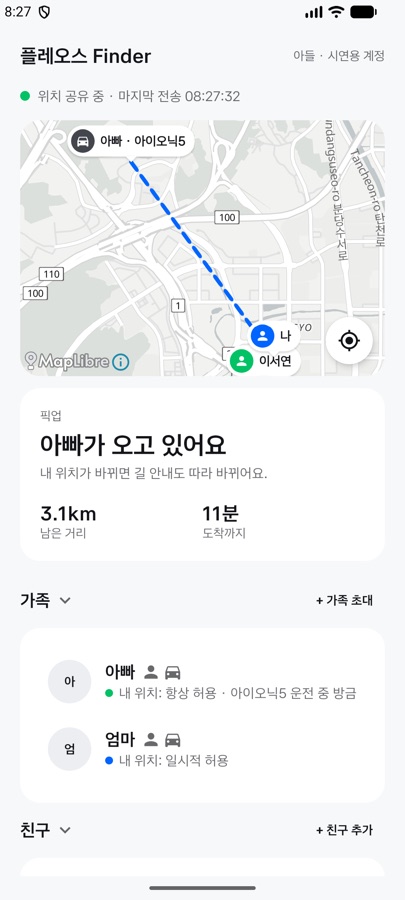 8:27
플레오스 Finder
아들 · 시연용 계정
위치 공유 중 · 마지막 전송 08:27:32
아빠 · 아이오닉5
100
110
100
1
indangsuseo-ro 분당수서로
Tancheon-ro 탄천로
나
이서연
MapLibre
픽업
아빠가 오고 있어요
내 위치가 바뀌면 길 안내도 따라 바뀌어요.
3.1km
11분
남은 거리
도착까지
가족
+ 가족 초대
아
아빠
내 위치: 항상 허용 · 아이오닉5 운전 중 방금
엄
엄마
내 위치: 일시적 허용
친구
+ 친구 추가